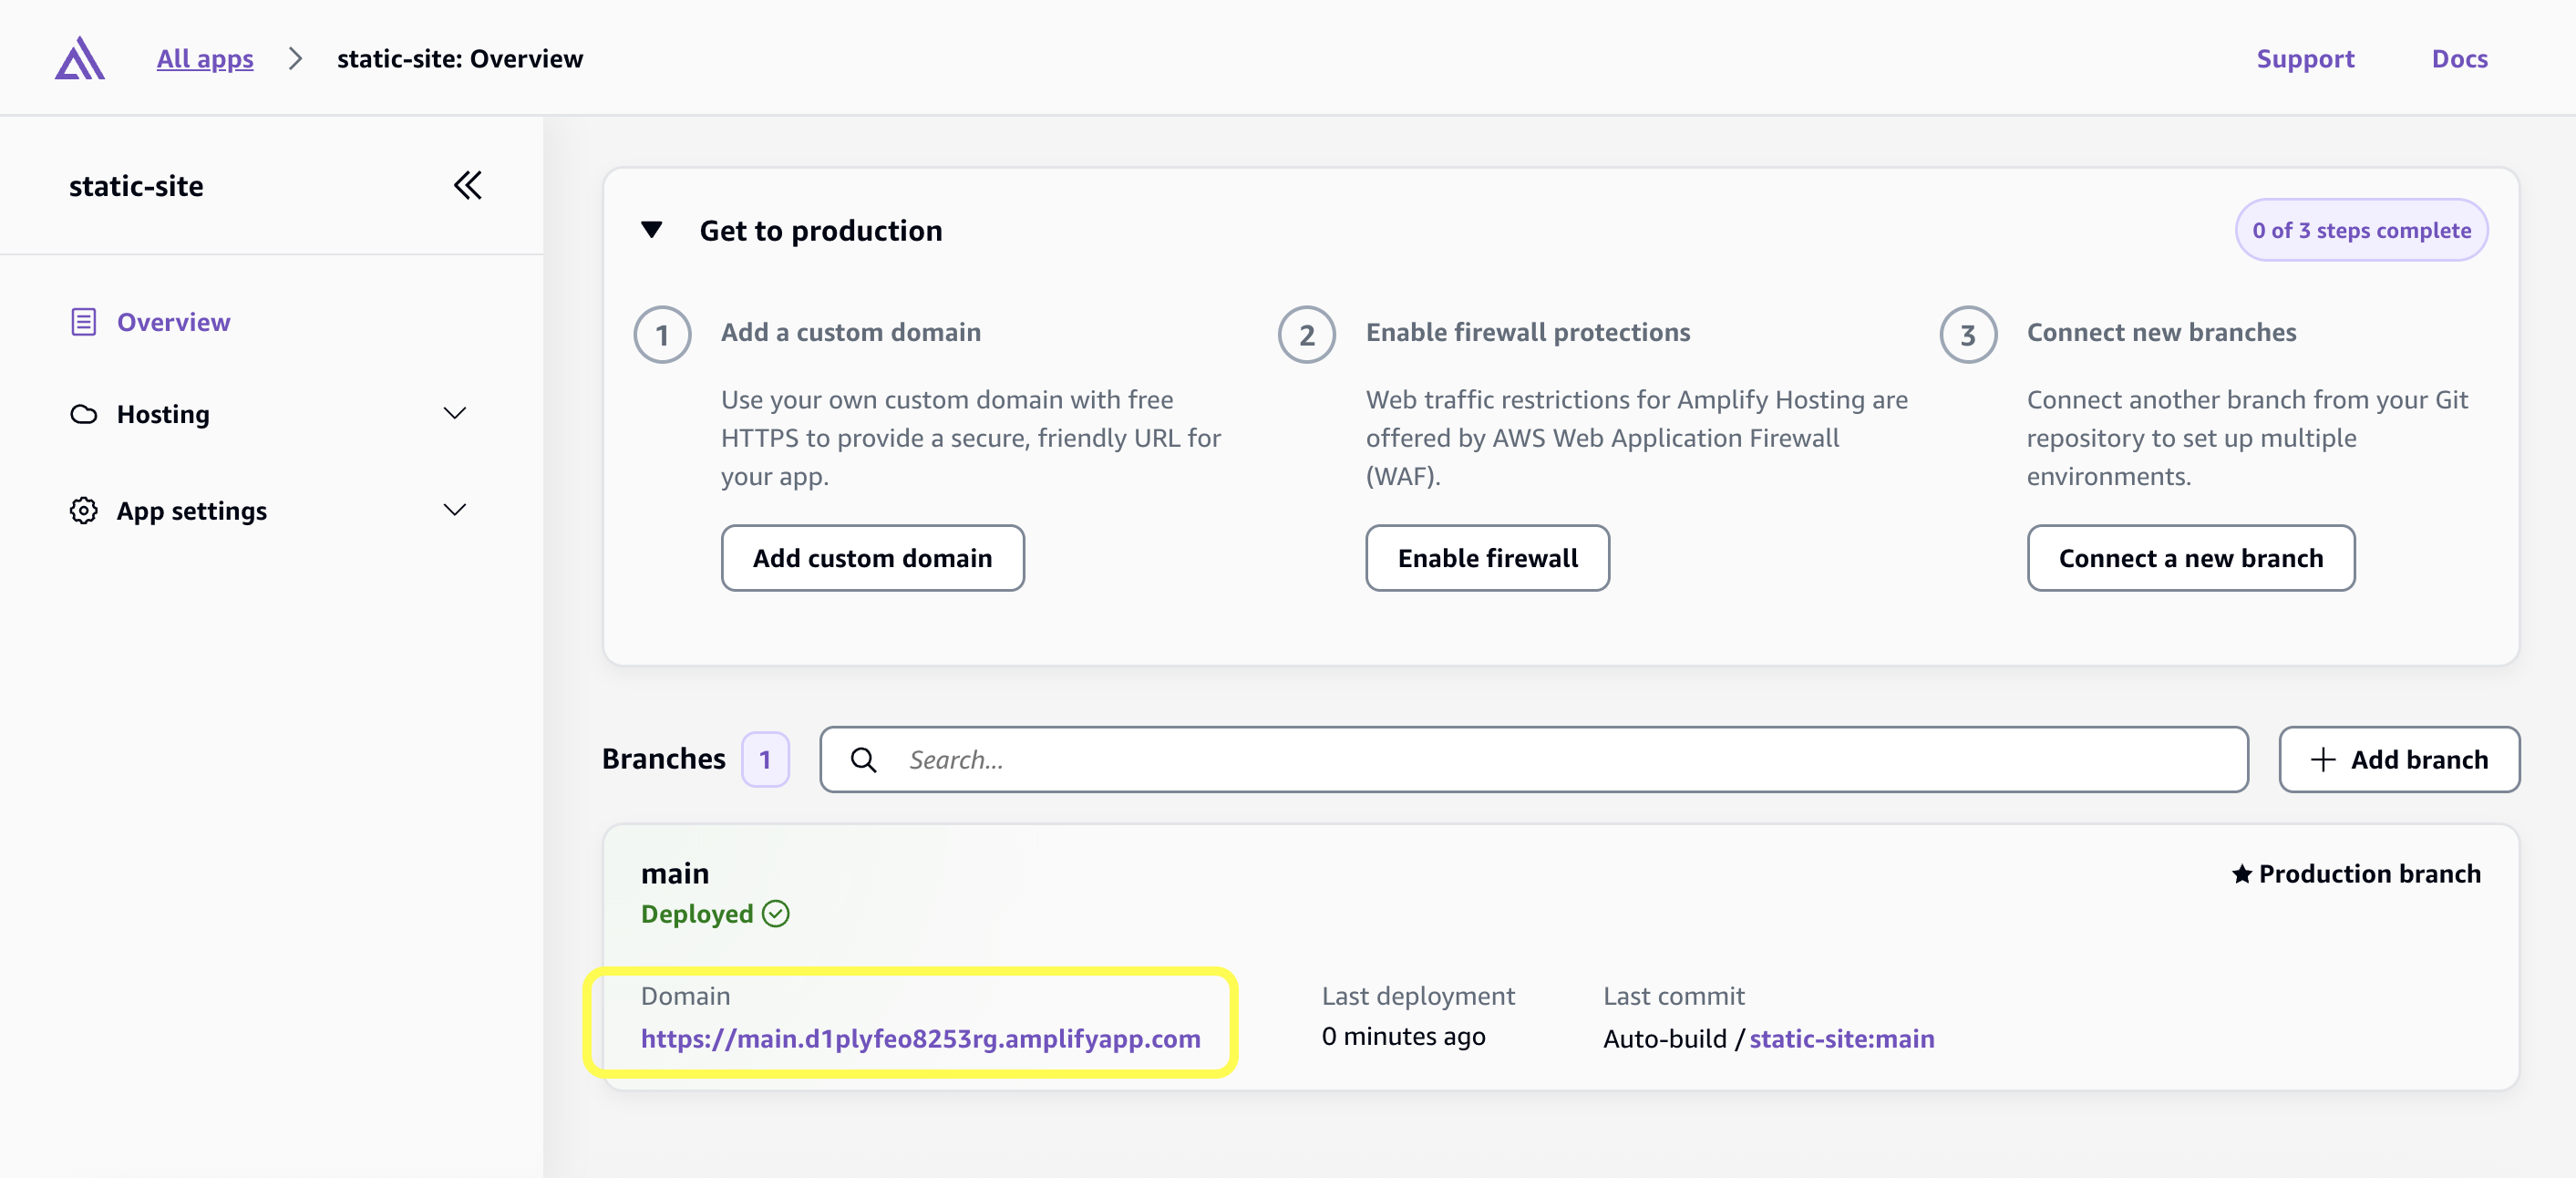 All apps > static-site: Overview
Support
Docs
static-site
Overview
Hosting
App settings
Get to production
0 of 3 steps complete
1
Add a custom domain
Use your own custom domain with free
HTTPS to provide a secure, friendly URL for
your app.
Add custom domain
2
Enable firewall protections
Web traffic restrictions for Amplify Hosting are
offered by AWS Web Application Firewall
(WAF).
Enable firewall
3
Connect new branches
Connect another branch from your Git
repository to set up multiple
environments.
Connect a new branch
Branches 1
Search...
+ Add branch
main
Deployed
Production branch
Domain
https://main.d1plyfeo8253rg.amplifyapp.com
Last deployment
0 minutes ago
Last commit
Auto-build / static-site:main